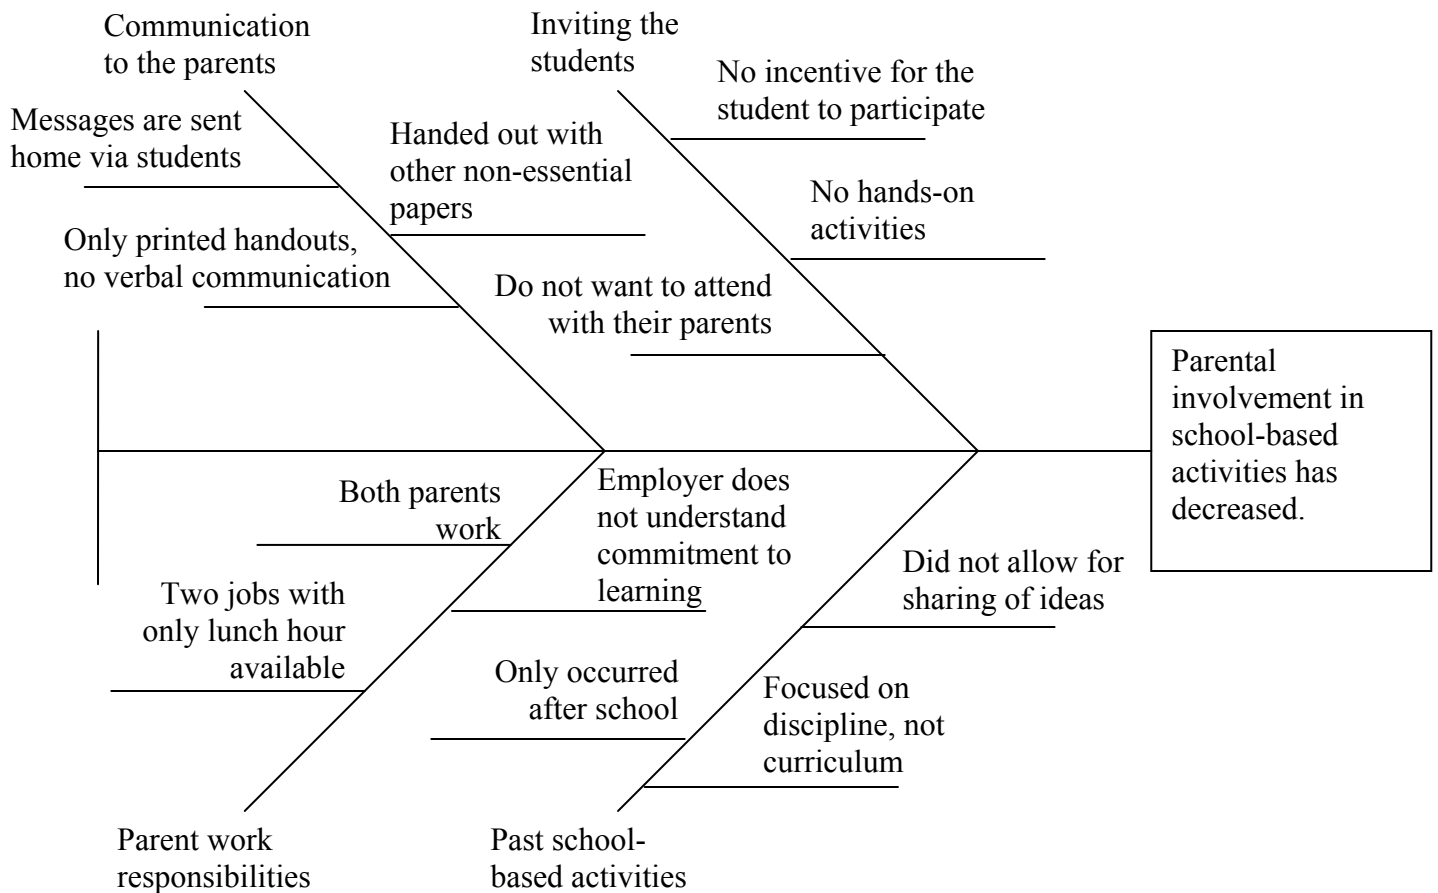 Communication
to the parents
Messages are sent
home via students
Handed out with
other non-essential
papers
Only printed handouts,
no verbal communication
Inviting the
students
No incentive for the
student to participate
No hands-on
activities
Do not want to attend
with their parents
Parental
involvement in
school-based
activities has
decreased.
Both parents
work
Employer does
not understand
commitment to
learning
Two jobs with
only lunch hour
available
Parent work
responsibilities
Did not allow for
sharing of ideas
Only occurred
after school
Focused on
discipline, not
curriculum
Past school-
based activities